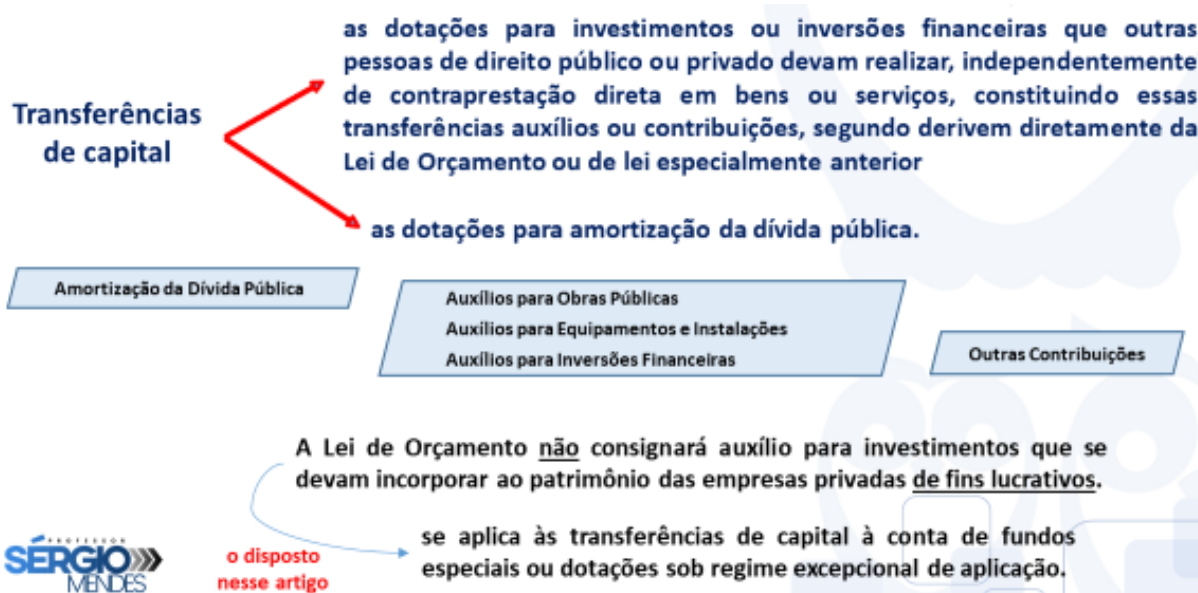 as dotações para investimentos ou inversões financeiras que outras
pessoas de direito público ou privado devam realizar, independentemente
de contraprestação direta em bens ou serviços, constituindo essas
transferências auxílios ou contribuições, segundo derivem diretamente da
Lei de Orçamento ou de lei especialmente anterior
Transferências
de capital
as dotações para amortização da dívida pública.
Amortização da Dívida Pública
Auxílios para Obras Públicas
Auxílios para Equipamentos e Instalações
Auxílios para Inversões Financeiras
Outras Contribuições
A Lei de Orçamento não consignará auxílio para investimentos que se
devam incorporar ao patrimônio das empresas privadas de fins lucrativos.
se aplica às transferências de capital à conta de fundos
especiais ou dotações sob regime excepcional de aplicação.
o disposto
nesse artigo
PROFESSOR
SÉRGIO
MENDES